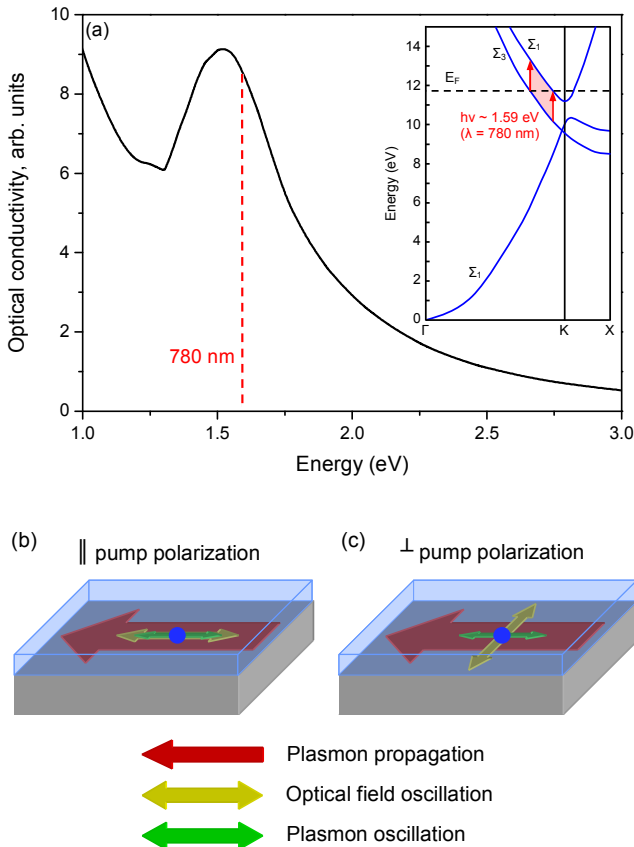 (a)
Optical conductivity, arb. units
10
8
6
4
2
0
1.0 1.5 2.0 2.5 3.0
Energy (eV)
780 nm
Energy (eV)
14
12
10
8
6
4
2
0
Σ3
Σ1
EF
hν ~ 1.59 eV
(λ = 780 nm)
Σ1
Γ K X
(b)
∥ pump polarization
(c)
⊥ pump polarization
Plasmon propagation
Optical field oscillation
Plasmon oscillation